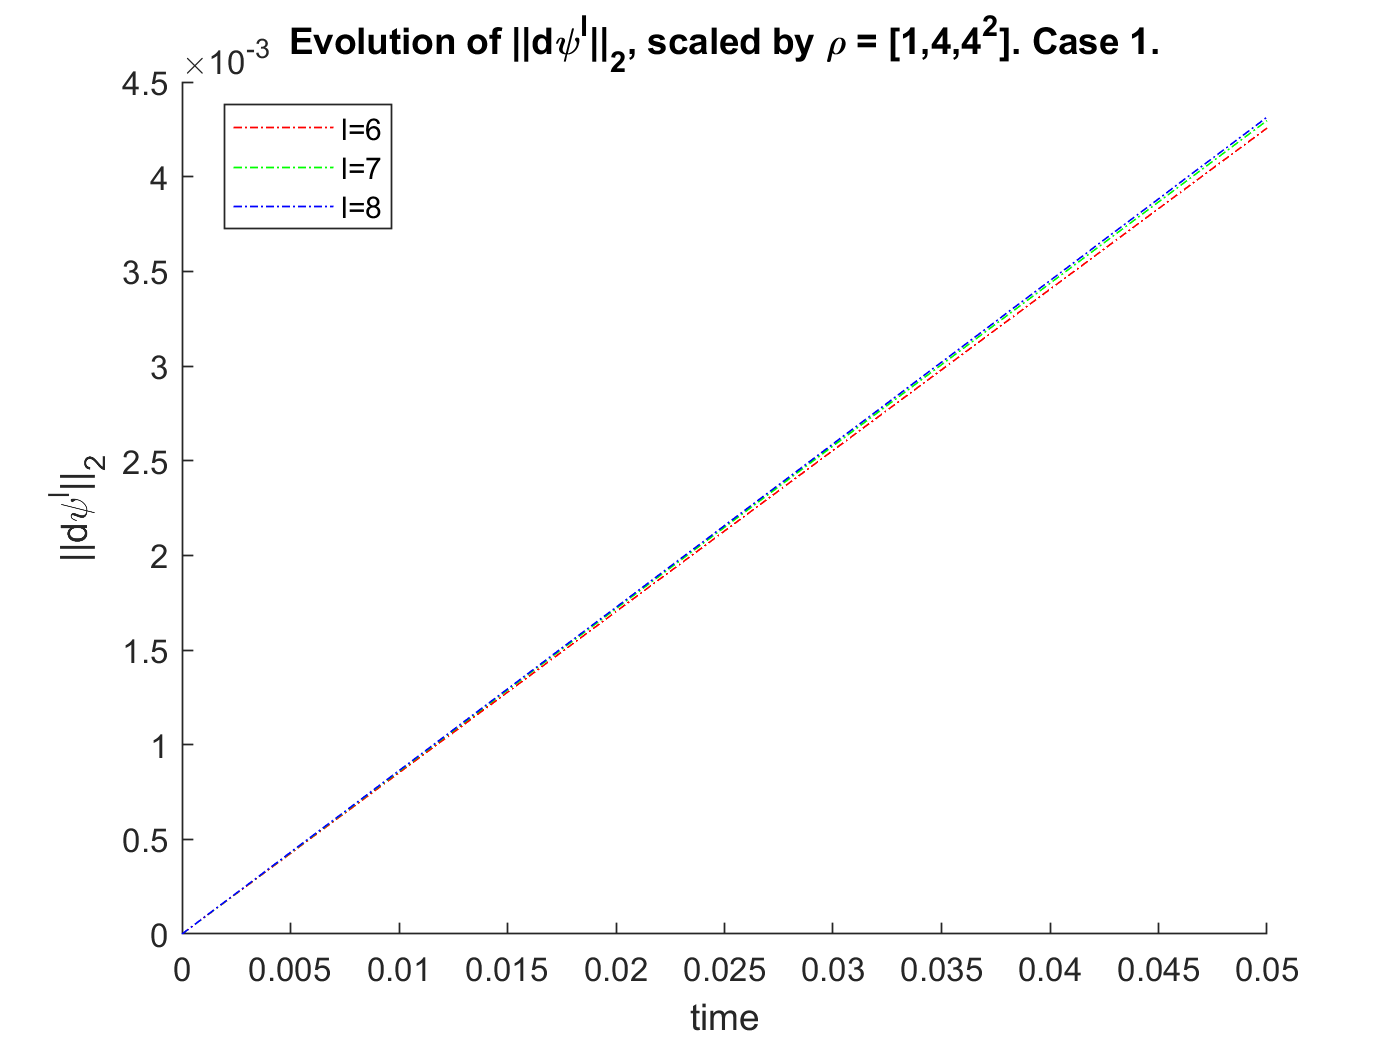 Evolution of ||dψ^l||_2, scaled by ρ = [1,4,4^2]. Case 1.
×10^-3
4.5
4
3.5
3
2.5
2
1.5
1
0.5
0
||dψ^l||_2
l=6
l=7
l=8
0 0.005 0.01 0.015 0.02 0.025 0.03 0.035 0.04 0.045 0.05
time